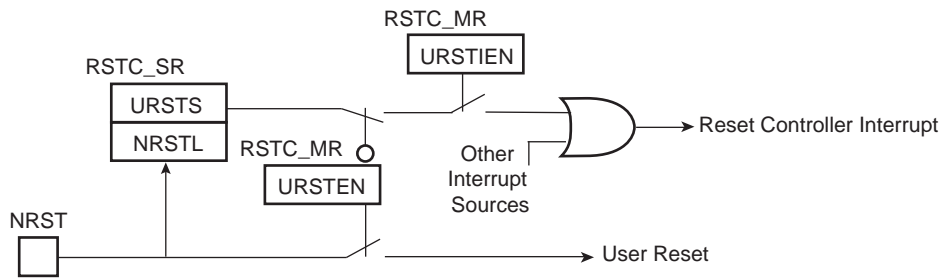 RSTC_MR
URSTIEN
RSTC_SR
URSTS
NRSTL
RSTC_MR
URSTEN
Other
Interrupt
Sources
Reset Controller Interrupt
NRST
User Reset